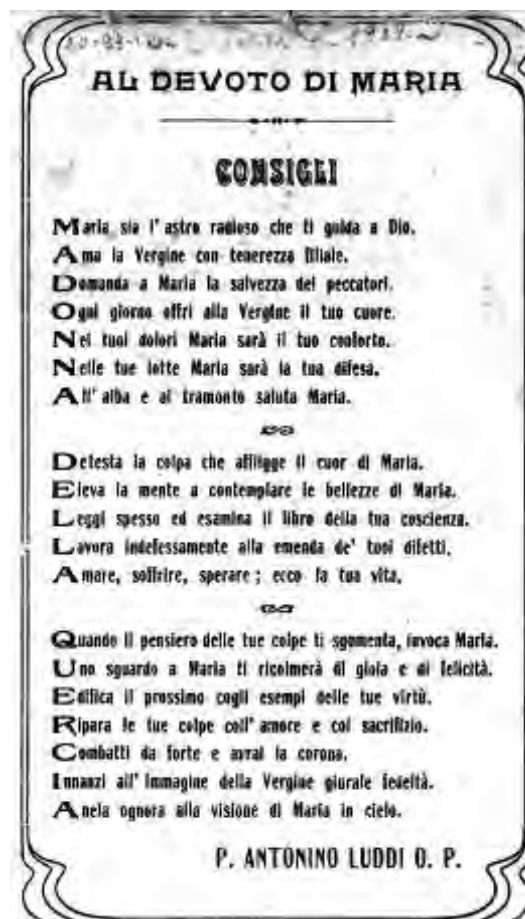 AL DEVOTO DI MARIA
CONSIGLI
Maria sia l'astro radioso che ti guida a Dio.
Ama la Vergine con tenerezza filiale.
Domanda a Maria la salvezza dei peccatori.
Ogni giorno offri alla Vergine il tuo cuore.
Nei tuoi dolori Maria sarà il tuo conforto.
Nelle tue lotte Maria sarà la tua difesa.
All'alba e al tramonto saluta Maria.
Detesta la colpa che affligge il cuor di Maria.
Eleva la mente a contemplare le bellezze di Maria.
Leggi spesso ed esamina il libro della tua coscienza.
Lavora indefessamente alla emenda de' tuoi difetti.
Amare, soffrire, sperare; ecco la tua vita.
Quando il pensiero delle tue colpe ti sgomenta, invoca Maria.
Uno sguardo a Maria ti ricolmerà di gioia e di felicità.
Edifica il prossimo cogli esempi delle tue virtù.
Ripara le tue colpe coll'amore e col sacrifizio.
Combatti da forte e avrai la corona.
Innanzi all'immagine della Vergine giurale fedeltà.
Anela ognora alla visione di Maria in cielo.
P. ANTONINO LUDDI O. P.